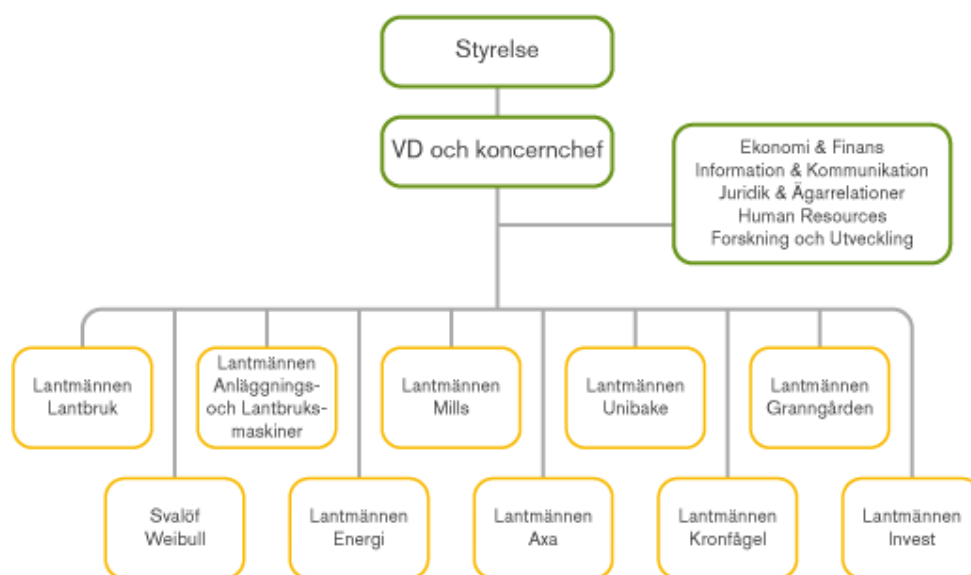 Styrelse
VD och koncernchef
Ekonomi & Finans
Information & Kommunikation
Juridik & Ägarrelationer
Human Resources
Forskning och Utveckling
Lantmännen
Lantbruk
Lantmännen
Anläggnings-
och Lantbruks-
maskiner
Lantmännen
Mills
Lantmännen
Unibake
Lantmännen
Granngården
Svalöf
Weibull
Lantmännen
Energi
Lantmännen
Axa
Lantmännen
Kronfågel
Lantmännen
Invest